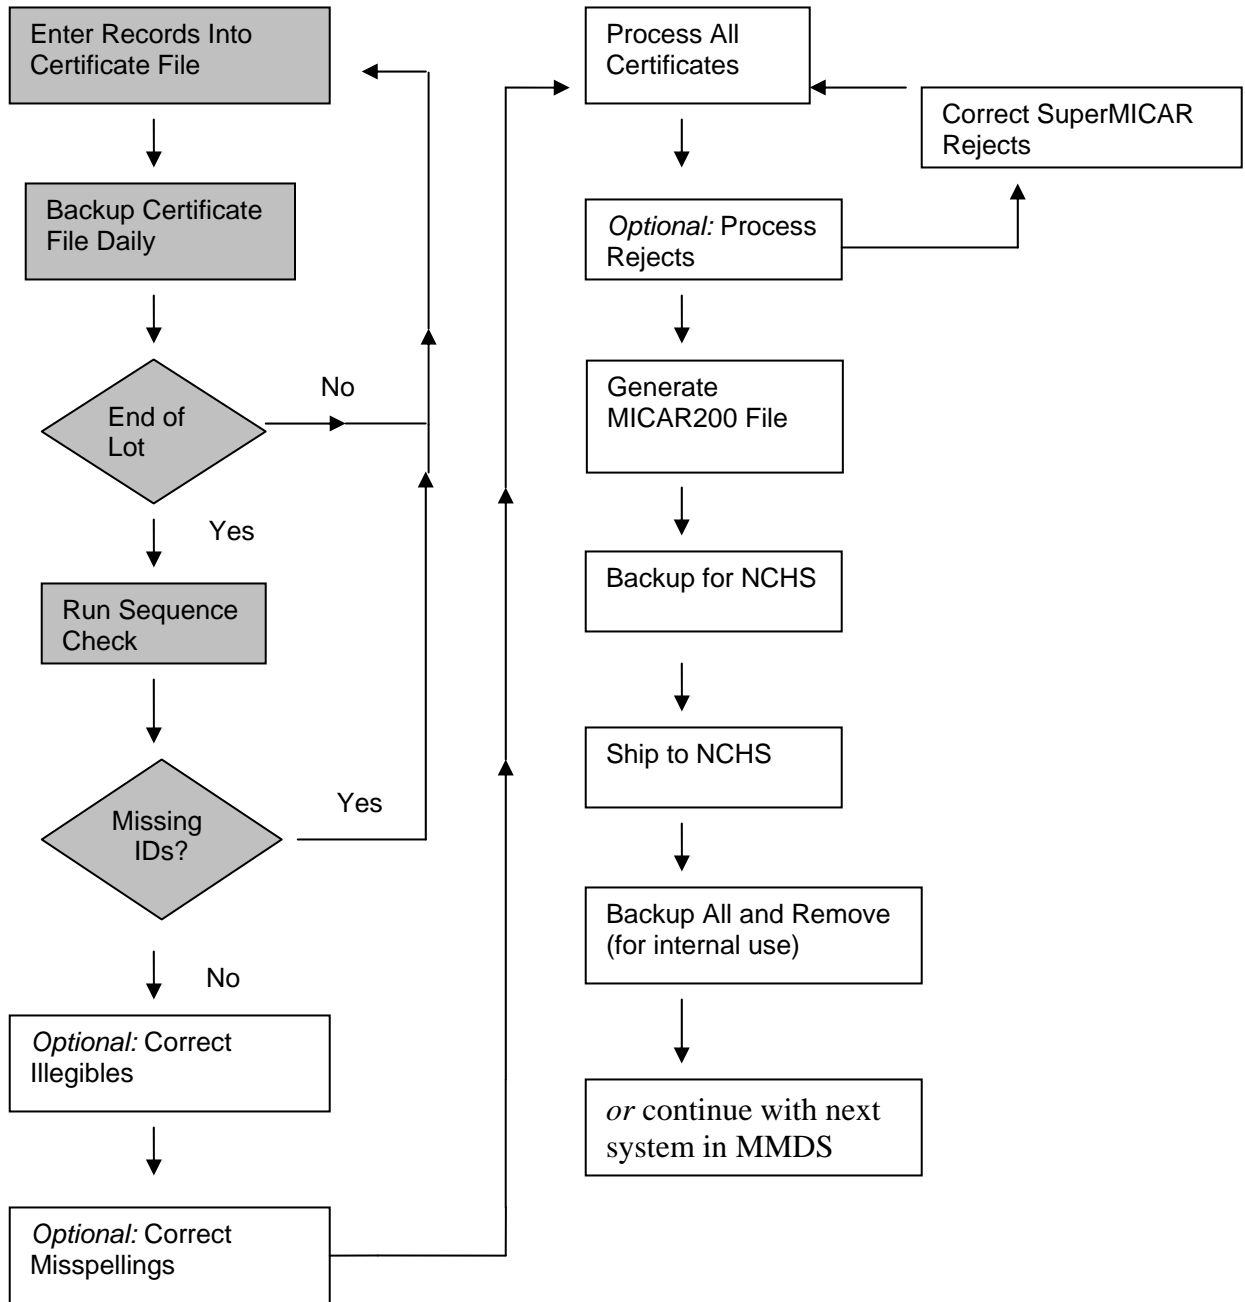 Enter Records Into
Certificate File
Backup Certificate
File Daily
End of
Lot
No
Yes
Run Sequence
Check
Missing
IDs?
Yes
No
Optional: Correct
Illegibles
Optional: Correct
Misspellings
Process All
Certificates
Correct SuperMICAR
Rejects
Optional: Process
Rejects
Generate
MICAR200 File
Backup for NCHS
Ship to NCHS
Backup All and Remove
(for internal use)
or continue with next
system in MMDS